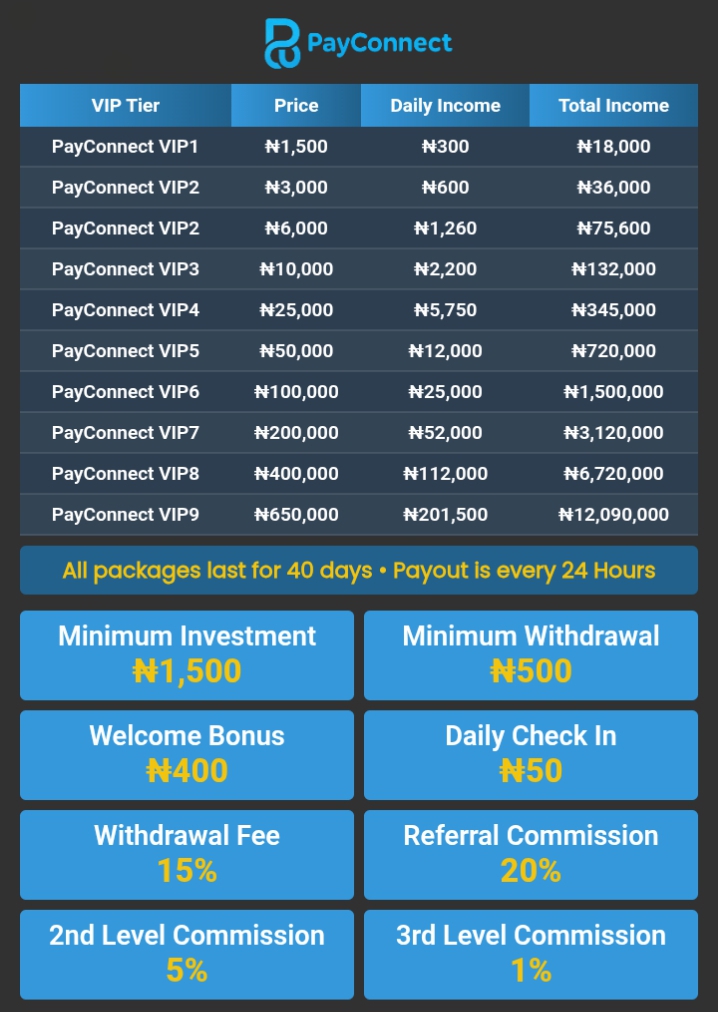 PayConnect
VIP Tier Price Daily Income Total Income
PayConnect VIP1 ₦1,500 ₦300 ₦18,000
PayConnect VIP2 ₦3,000 ₦600 ₦36,000
PayConnect VIP2 ₦6,000 ₦1,260 ₦75,600
PayConnect VIP3 ₦10,000 ₦2,200 ₦132,000
PayConnect VIP4 ₦25,000 ₦5,750 ₦345,000
PayConnect VIP5 ₦50,000 ₦12,000 ₦720,000
PayConnect VIP6 ₦100,000 ₦25,000 ₦1,500,000
PayConnect VIP7 ₦200,000 ₦52,000 ₦3,120,000
PayConnect VIP8 ₦400,000 ₦112,000 ₦6,720,000
PayConnect VIP9 ₦650,000 ₦201,500 ₦12,090,000
All packages last for 40 days • Payout is every 24 Hours
Minimum Investment
₦1,500
Minimum Withdrawal
₦500
Welcome Bonus
₦400
Daily Check In
₦50
Withdrawal Fee
15%
Referral Commission
20%
2nd Level Commission
5%
3rd Level Commission
1%